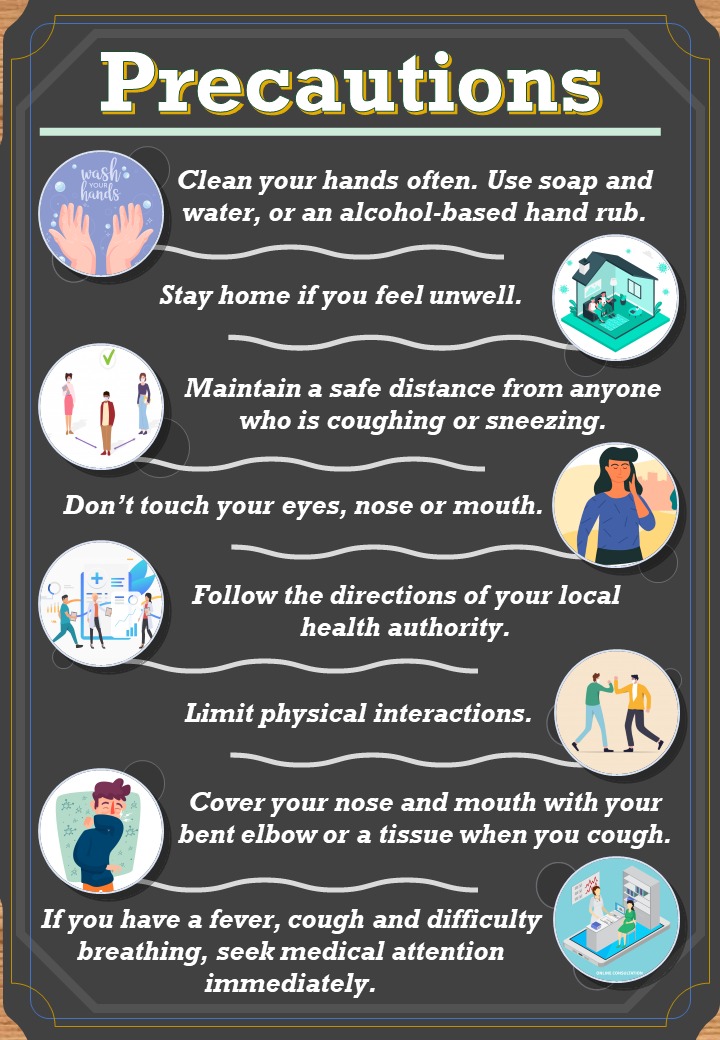 Precautions
wash
YOUR
hands
Clean your hands often. Use soap and
water, or an alcohol-based hand rub.
Stay home if you feel unwell.
Maintain a safe distance from anyone
who is coughing or sneezing.
Don’t touch your eyes, nose or mouth.
Follow the directions of your local
health authority.
Limit physical interactions.
Cover your nose and mouth with your
bent elbow or a tissue when you cough.
If you have a fever, cough and difficulty
breathing, seek medical attention
immediately.
ONLINE CONSULTATION